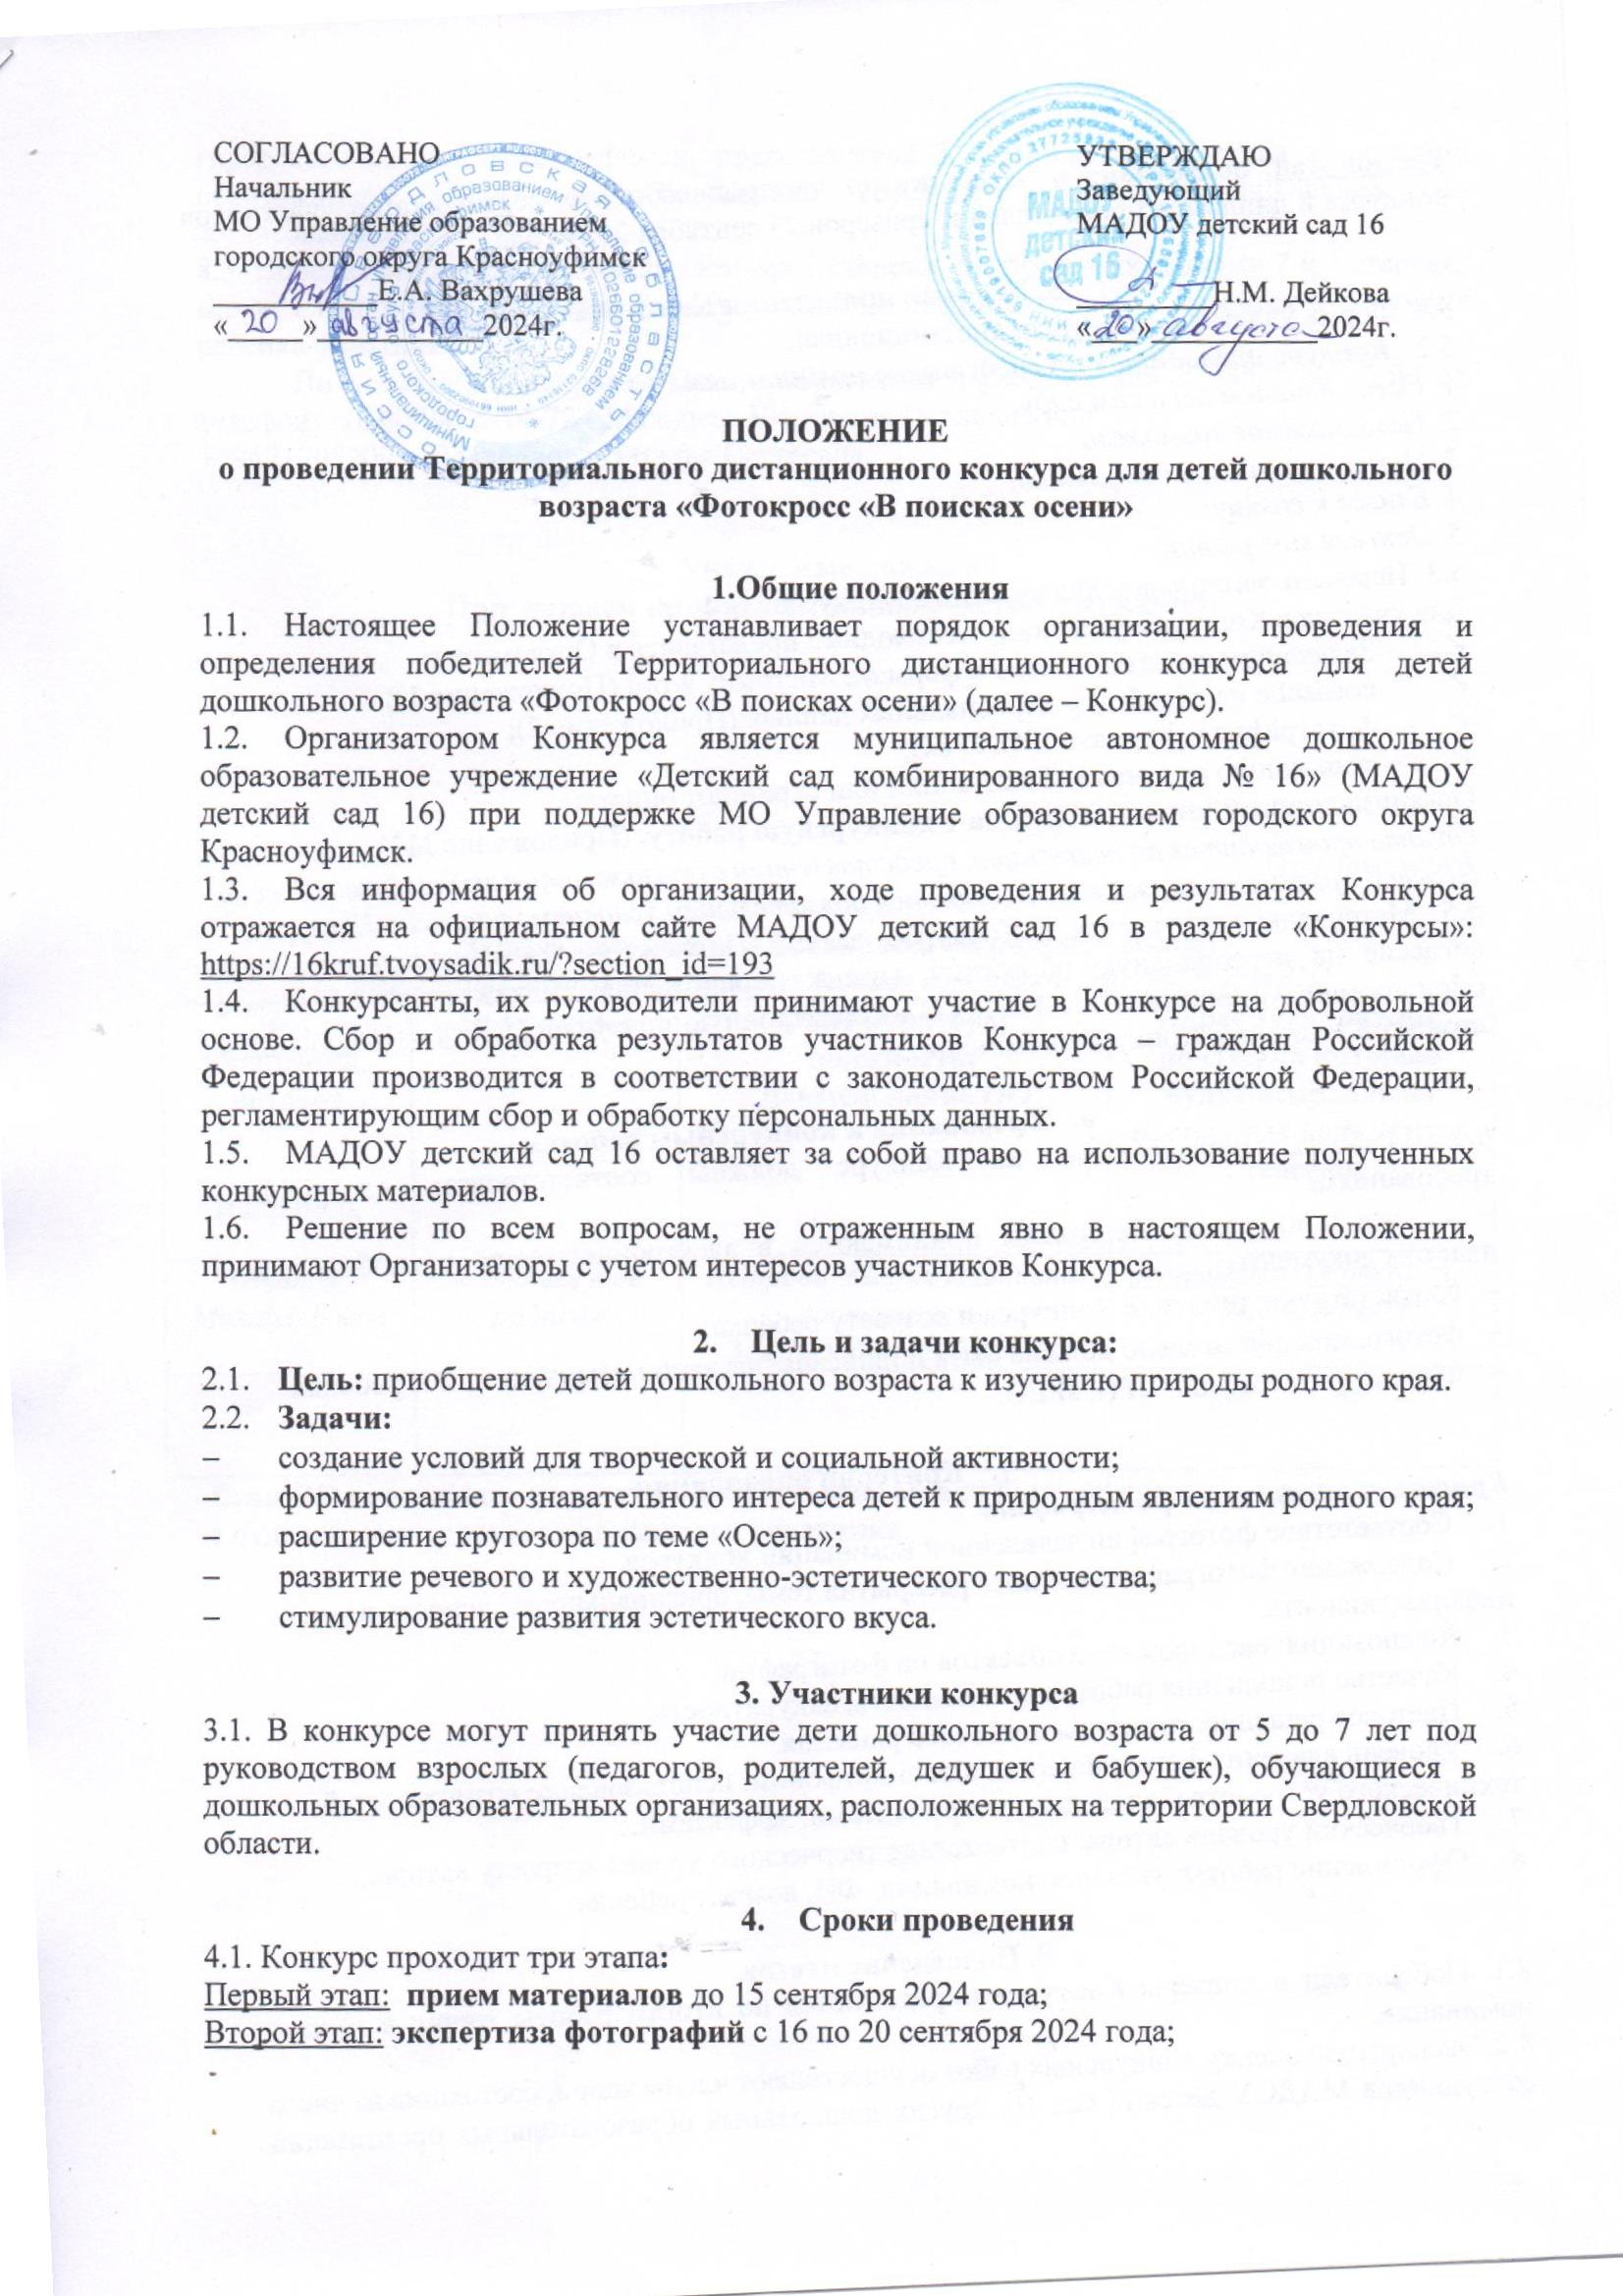 СОГЛАСОВАНО
Начальник
МО Управление образованием
городского округа Красноуфимск
Е.А. Вахрушева
«20» августа 2024г.
УТВЕРЖДАЮ
Заведующий
МАДОУ детский сад 16
Н.М. Дейкова
«20» августа 2024г.
МАДОУ
детский
сад 16
ПОЛОЖЕНИЕ
о проведении Территориального дистанционного конкурса для детей дошкольного
возраста «Фотокросс «В поисках осени»
1.Общие положения
1.1. Настоящее Положение устанавливает порядок организации, проведения и
определения победителей Территориального дистанционного конкурса для детей
дошкольного возраста «Фотокросс «В поисках осени» (далее – Конкурс).
1.2. Организатором Конкурса является муниципальное автономное дошкольное
образовательное учреждение «Детский сад комбинированного вида № 16» (МАДОУ
детский сад 16) при поддержке МО Управление образованием городского округа
Красноуфимск.
1.3. Вся информация об организации, ходе проведения и результатах Конкурса
отражается на официальном сайте МАДОУ детский сад 16 в разделе «Конкурсы»:
https://16kruf.tvoysadik.ru/?section_id=193
1.4. Конкурсанты, их руководители принимают участие в Конкурсе на добровольной
основе. Сбор и обработка результатов участников Конкурса – граждан Российской
Федерации производится в соответствии с законодательством Российской Федерации,
регламентирующим сбор и обработку персональных данных.
1.5. МАДОУ детский сад 16 оставляет за собой право на использование полученных
конкурсных материалов.
1.6. Решение по всем вопросам, не отраженным явно в настоящем Положении,
принимают Организаторы с учетом интересов участников Конкурса.
2. Цель и задачи конкурса:
2.1. Цель: приобщение детей дошкольного возраста к изучению природы родного края.
2.2. Задачи:
– создание условий для творческой и социальной активности;
– формирование познавательного интереса детей к природным явлениям родного края;
– расширение кругозора по теме «Осень»;
– развитие речевого и художественно-эстетического творчества;
– стимулирование развития эстетического вкуса.
3. Участники конкурса
3.1. В конкурсе могут принять участие дети дошкольного возраста от 5 до 7 лет под
руководством взрослых (педагогов, родителей, дедушек и бабушек), обучающиеся в
дошкольных образовательных организациях, расположенных на территории Свердловской
области.
4. Сроки проведения
4.1. Конкурс проходит три этапа:
Первый этап: прием материалов до 15 сентября 2024 года;
Второй этап: экспертиза фотографий с 16 по 20 сентября 2024 года;